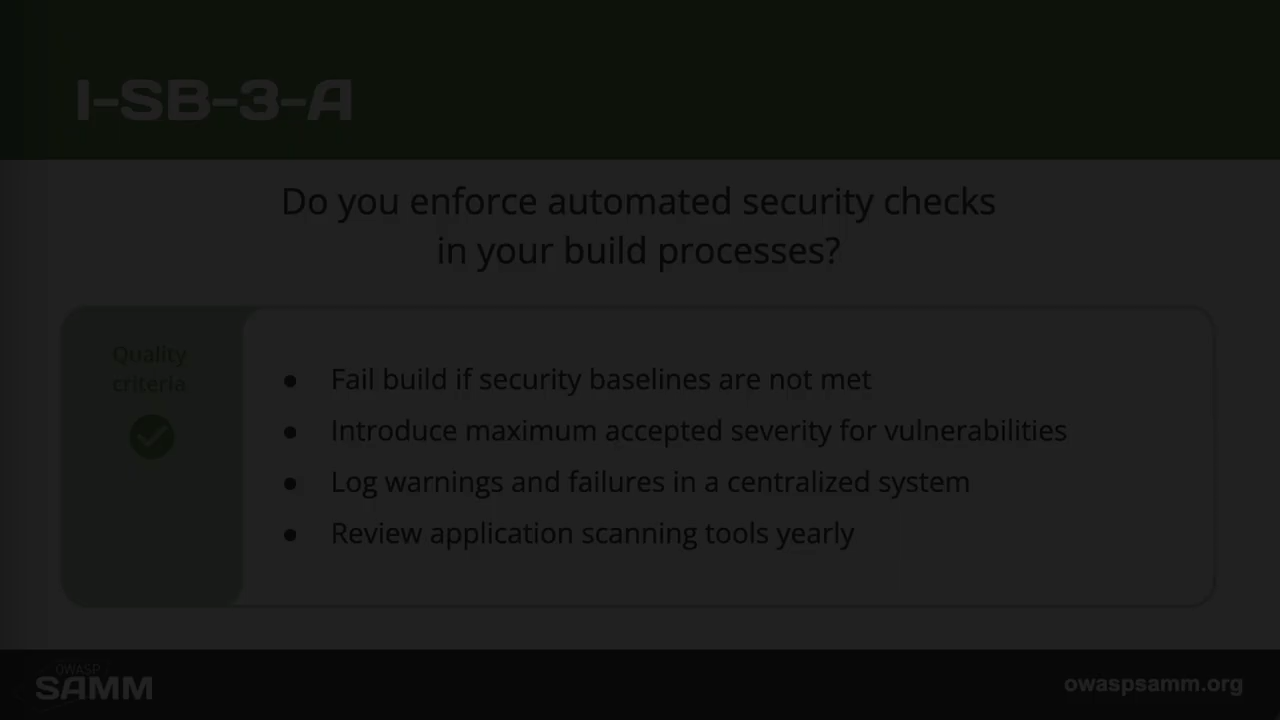 I-SB-3-A
Do you enforce automated security checks
in your build processes?
Quality
criteria
● Fail build if security baselines are not met
● Introduce maximum accepted severity for vulnerabilities
● Log warnings and failures in a centralized system
● Review application scanning tools yearly
OWASP
SAMM
owaspsamm.org